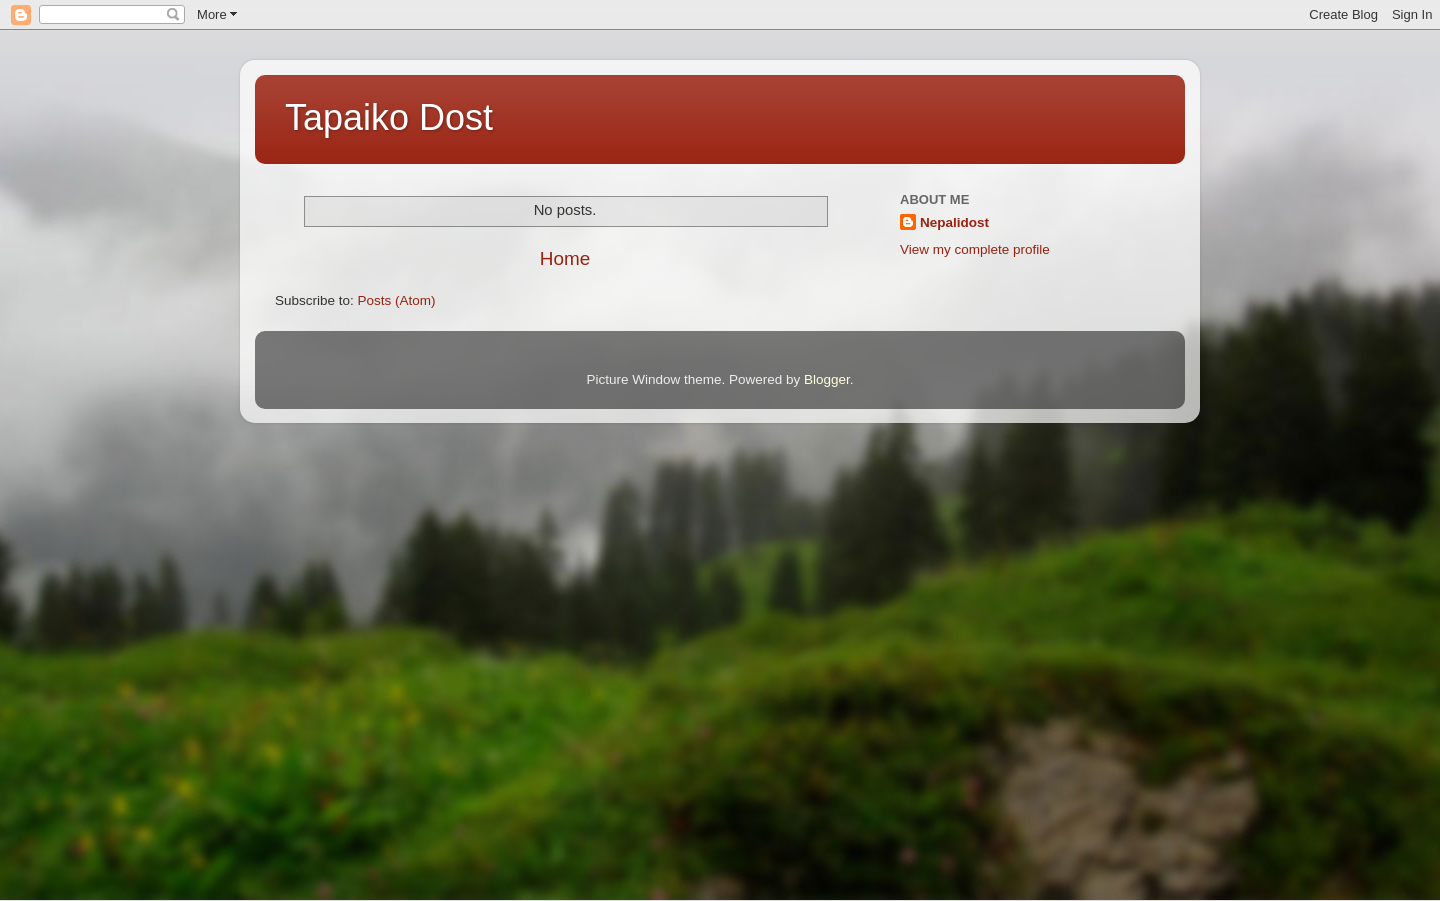 More
Create Blog
Sign In
Tapaiko Dost
No posts.
Home
Subscribe to: Posts (Atom)
ABOUT ME
Nepalidost
View my complete profile
Picture Window theme. Powered by Blogger.